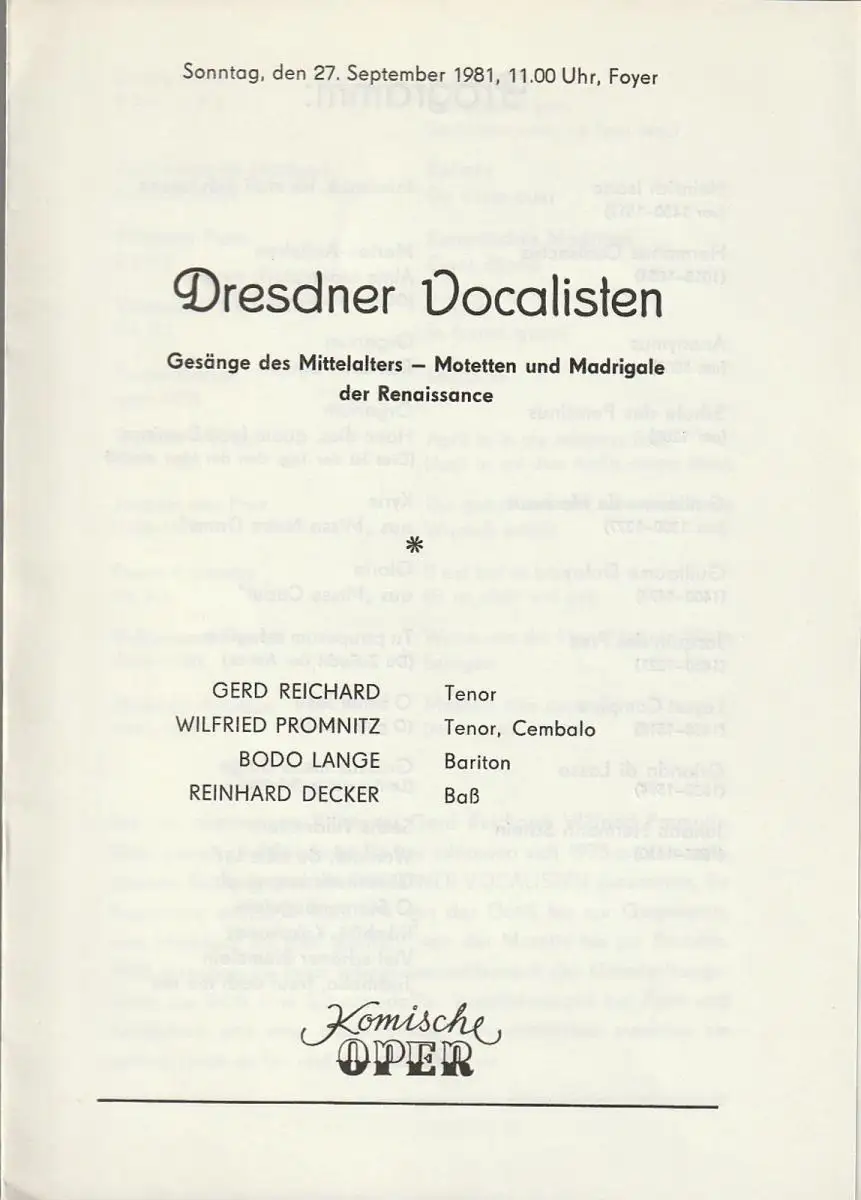 Sonntag, den 27. September 1981, 11.00 Uhr, Foyer
Dresdner Vocalisten
Gesänge des Mittelalters – Motetten und Madrigale
der Renaissance
*
GERD REICHARD Tenor
WILFRIED PROMNITZ Tenor, Cembalo
BODO LANGE Bariton
REINHARD DECKER Baß
Komische
OPER